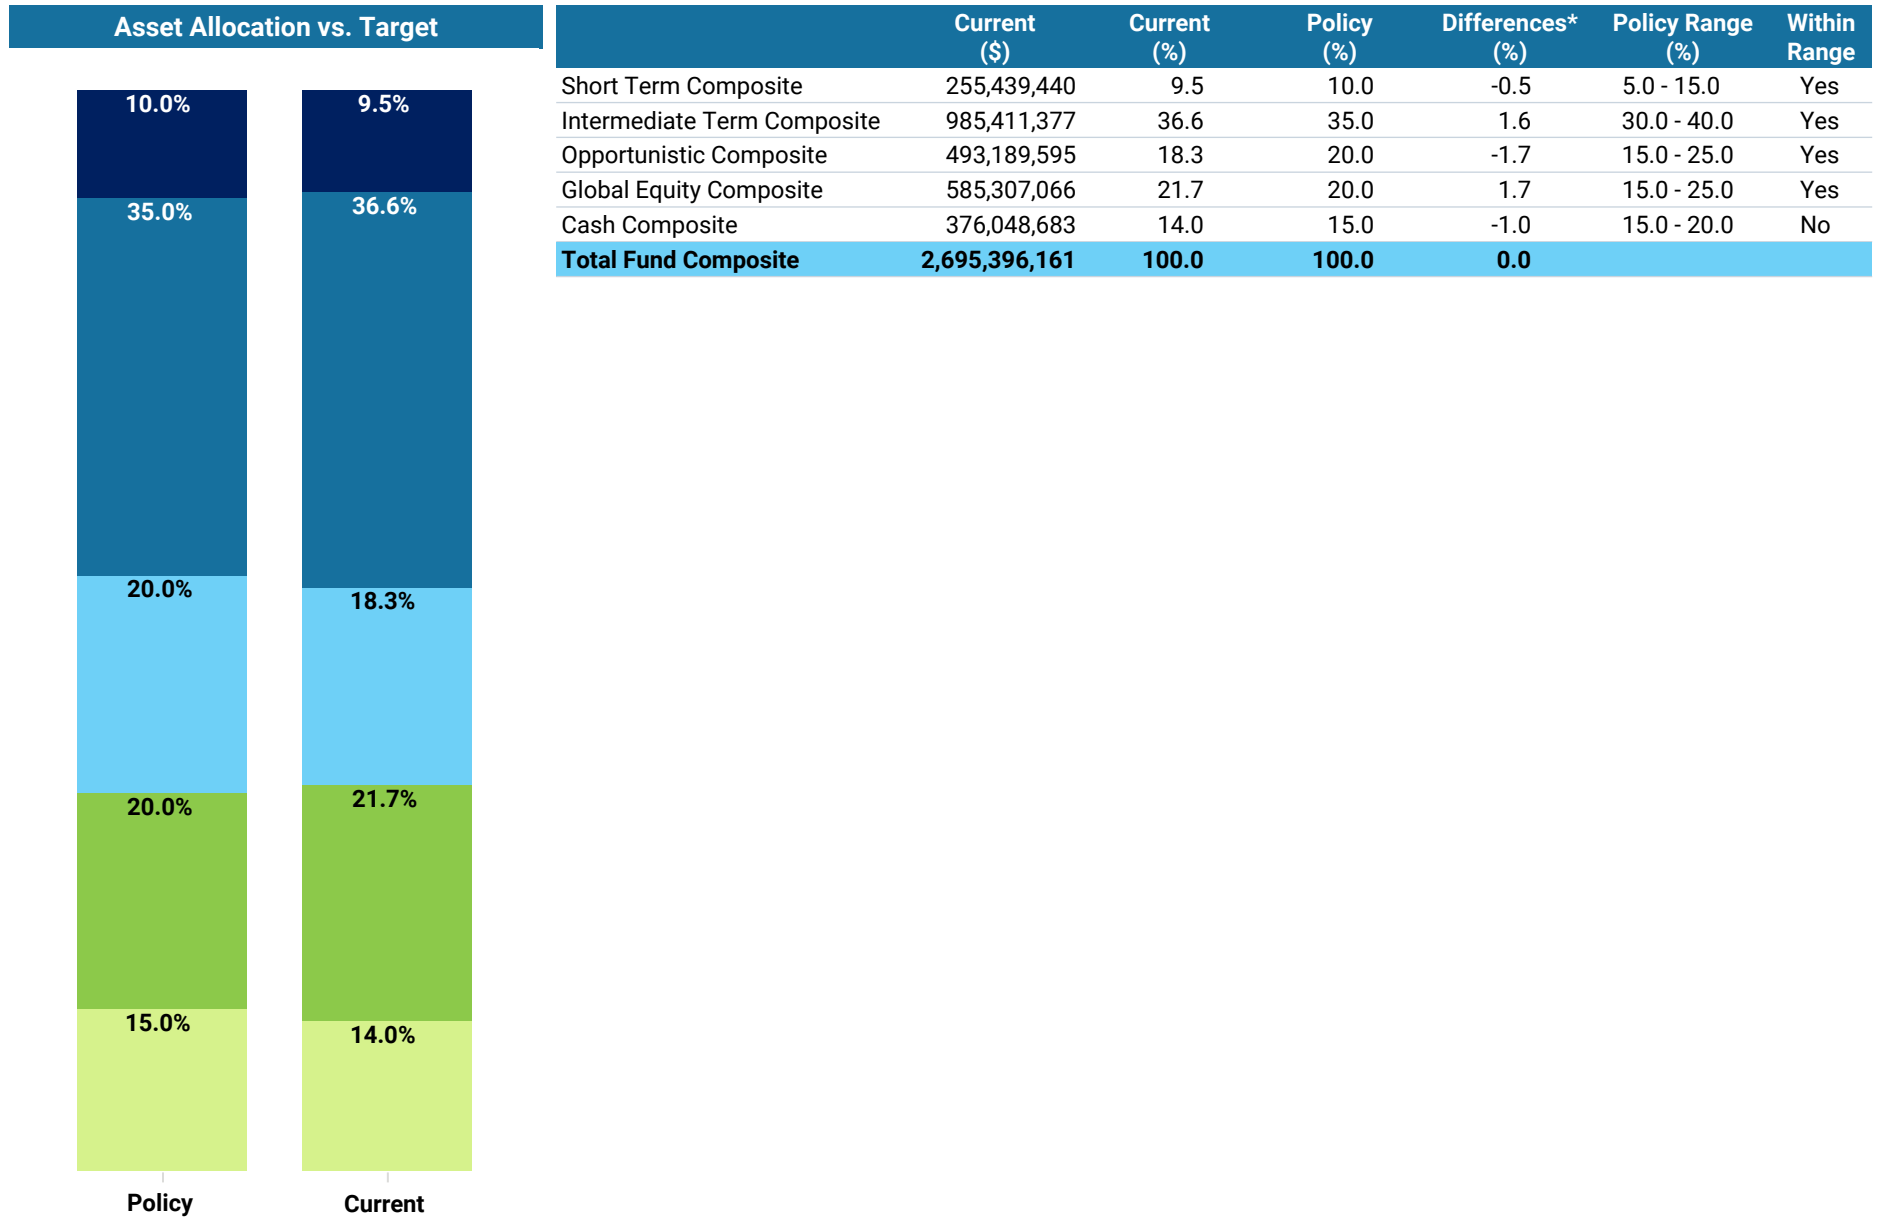 Asset Allocation vs. Target
10.0%
35.0%
20.0%
20.0%
15.0%
Policy
9.5%
36.6%
18.3%
21.7%
14.0%
Current
Current ($) Current (%) Policy (%) Differences* (%) Policy Range (%) Within Range
Short Term Composite 255,439,440 9.5 10.0 -0.5 5.0 - 15.0 Yes
Intermediate Term Composite 985,411,377 36.6 35.0 1.6 30.0 - 40.0 Yes
Opportunistic Composite 493,189,595 18.3 20.0 -1.7 15.0 - 25.0 Yes
Global Equity Composite 585,307,066 21.7 20.0 1.7 15.0 - 25.0 Yes
Cash Composite 376,048,683 14.0 15.0 -1.0 15.0 - 20.0 No
Total Fund Composite 2,695,396,161 100.0 100.0 0.0